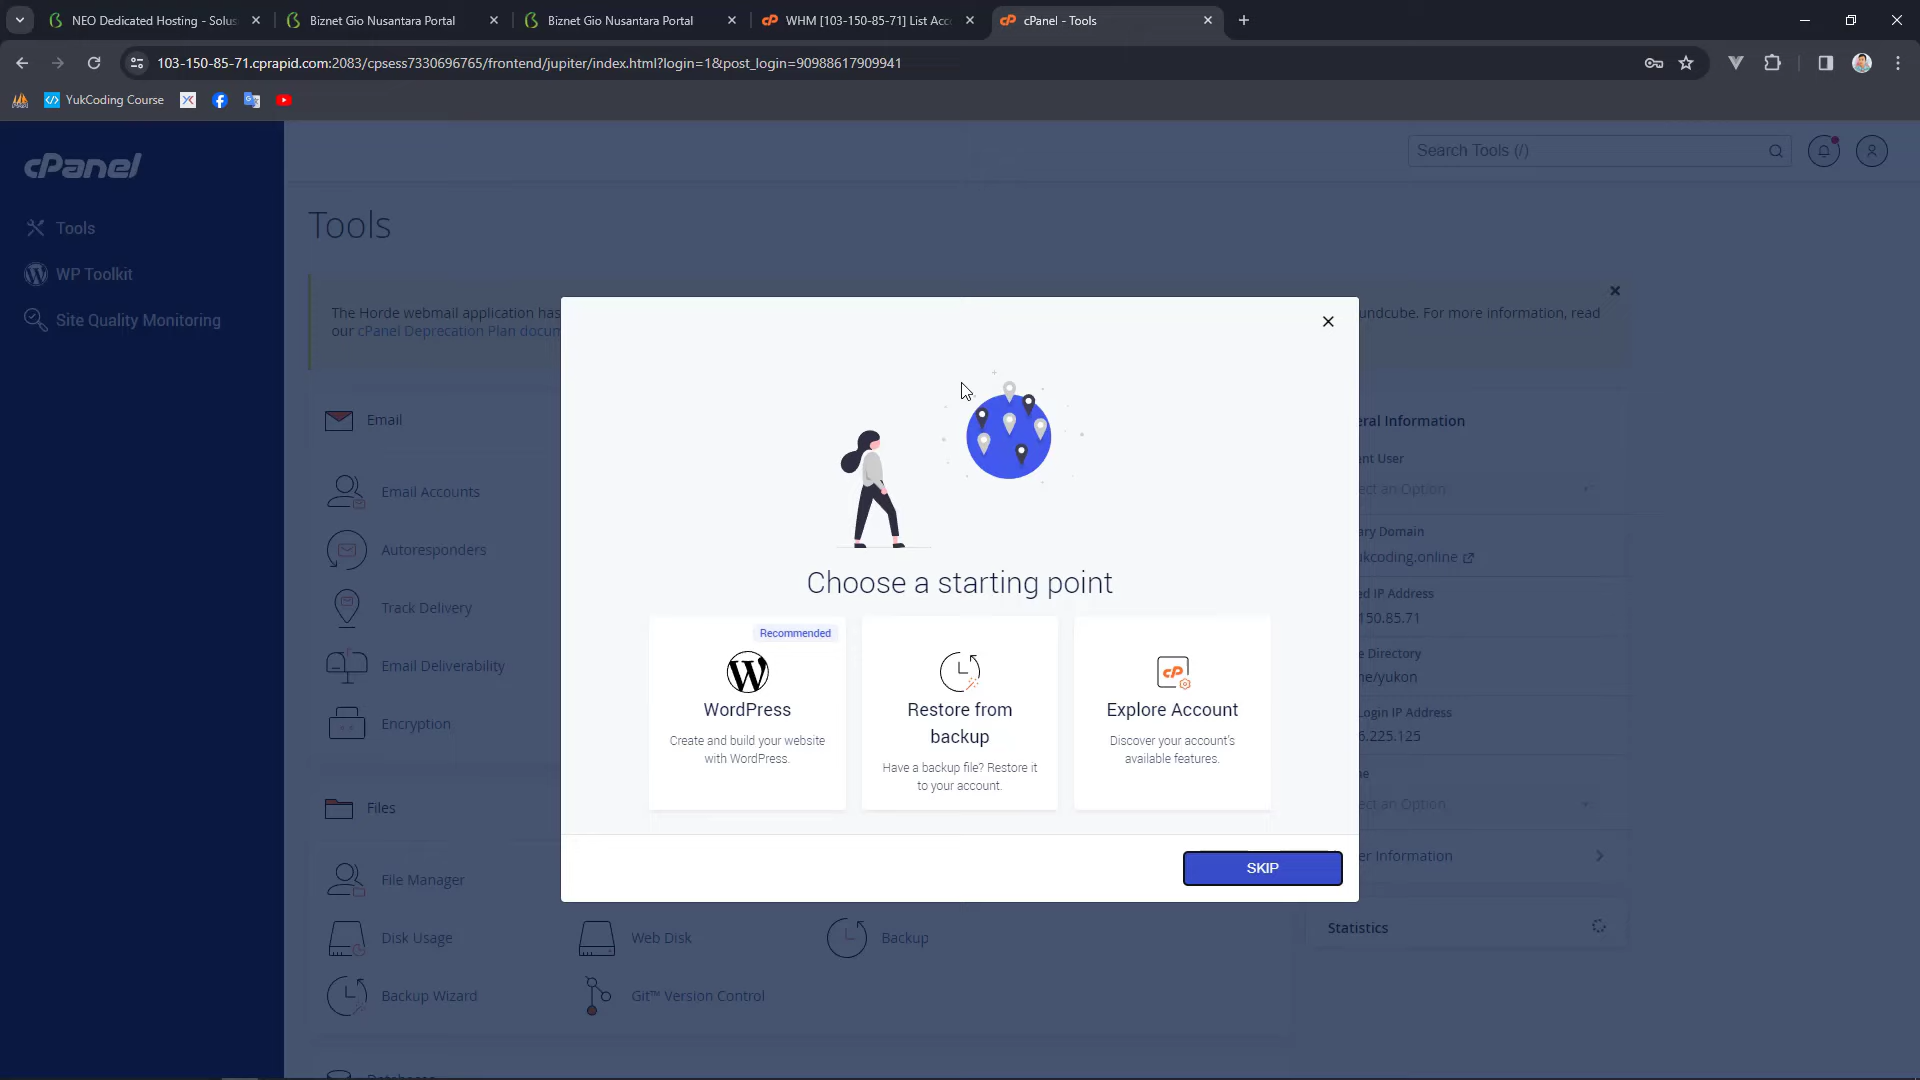 NEO Dedicated Hosting - Solus
Biznet Gio Nusantara Portal
Biznet Gio Nusantara Portal
WHM [103-150-85-71] List Acc
cPanel - Tools
103-150-85-71.cprapid.com:2083/cpsess7330696765/frontend/jupiter/index.html?login=1&post_login=90988617909941
YukCoding Course
cPanel
Search Tools (/)
Tools
WP Toolkit
Site Quality Monitoring
Tools
The Horde webmail application has
undcube. For more information, read
our cPanel Deprecation Plan docum
Email
Email Accounts
Autoresponders
Track Delivery
Email Deliverability
Encryption
Files
File Manager
Disk Usage
Web Disk
Backup
Backup Wizard
Git™ Version Control
Choose a starting point
Recommended
WordPress
Create and build your website
with WordPress.
Restore from
backup
Have a backup file? Restore it
to your account.
cP
Explore Account
Discover your account's
available features.
SKIP
eral Information
nt User
ect an Option
ary Domain
kcoding.online
ed IP Address
150.85.71
e Directory
ne/yukon
Login IP Address
5.225.125
ne
ect an Option
er Information
Statistics